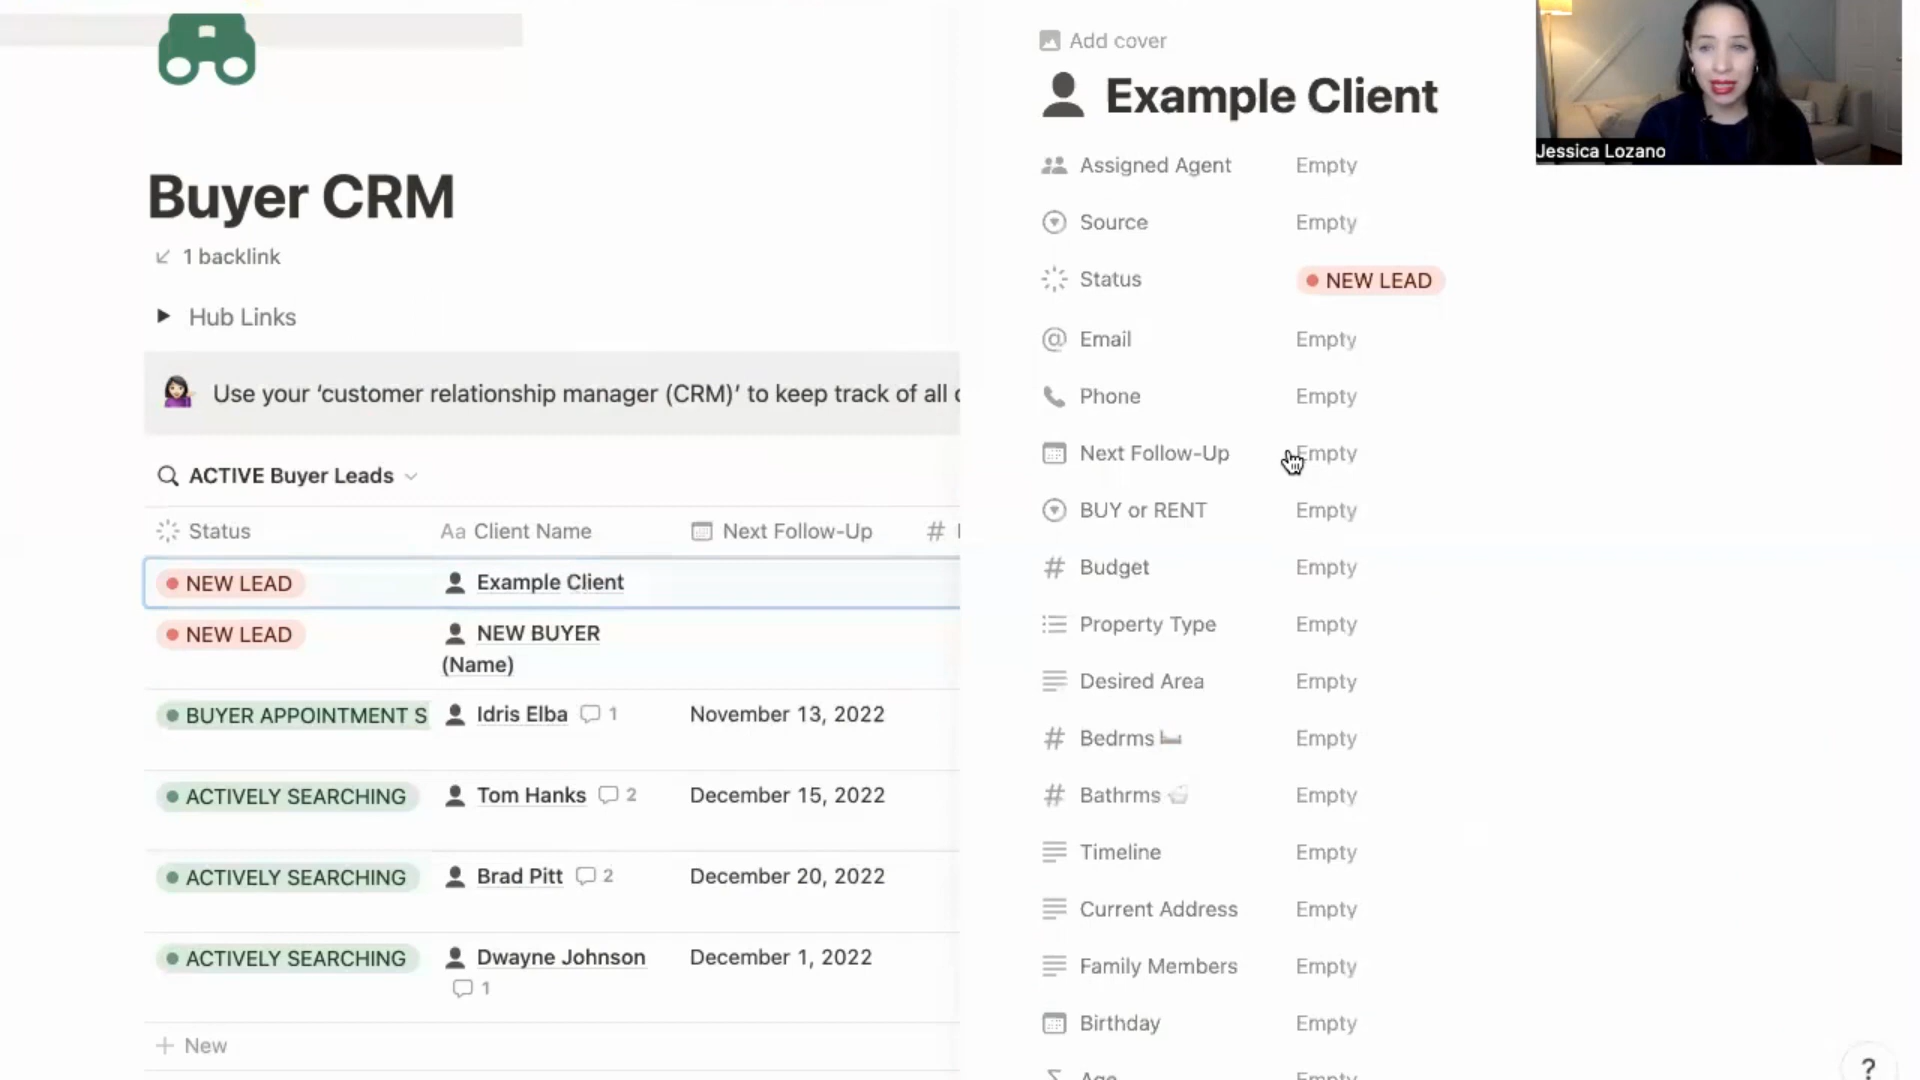 Buyer CRM
1 backlink
Hub Links
Use your ‘customer relationship manager (CRM)’ to keep track of all
ACTIVE Buyer Leads
Status
Aa Client Name
Next Follow-Up
#
NEW LEAD
Example Client
NEW LEAD
NEW BUYER
(Name)
BUYER APPOINTMENT S
Idris Elba
1
November 13, 2022
ACTIVELY SEARCHING
Tom Hanks
2
December 15, 2022
ACTIVELY SEARCHING
Brad Pitt
2
December 20, 2022
ACTIVELY SEARCHING
Dwayne Johnson
1
December 1, 2022
+ New
Add cover
Example Client
Assigned Agent
Empty
Source
Empty
Status
NEW LEAD
@ Email
Empty
Phone
Empty
Next Follow-Up
Empty
BUY or RENT
Empty
# Budget
Empty
Property Type
Empty
Desired Area
Empty
# Bedrms
Empty
# Bathrms
Empty
Timeline
Empty
Current Address
Empty
Family Members
Empty
Birthday
Empty
Age
Empty
Jessica Lozano
?